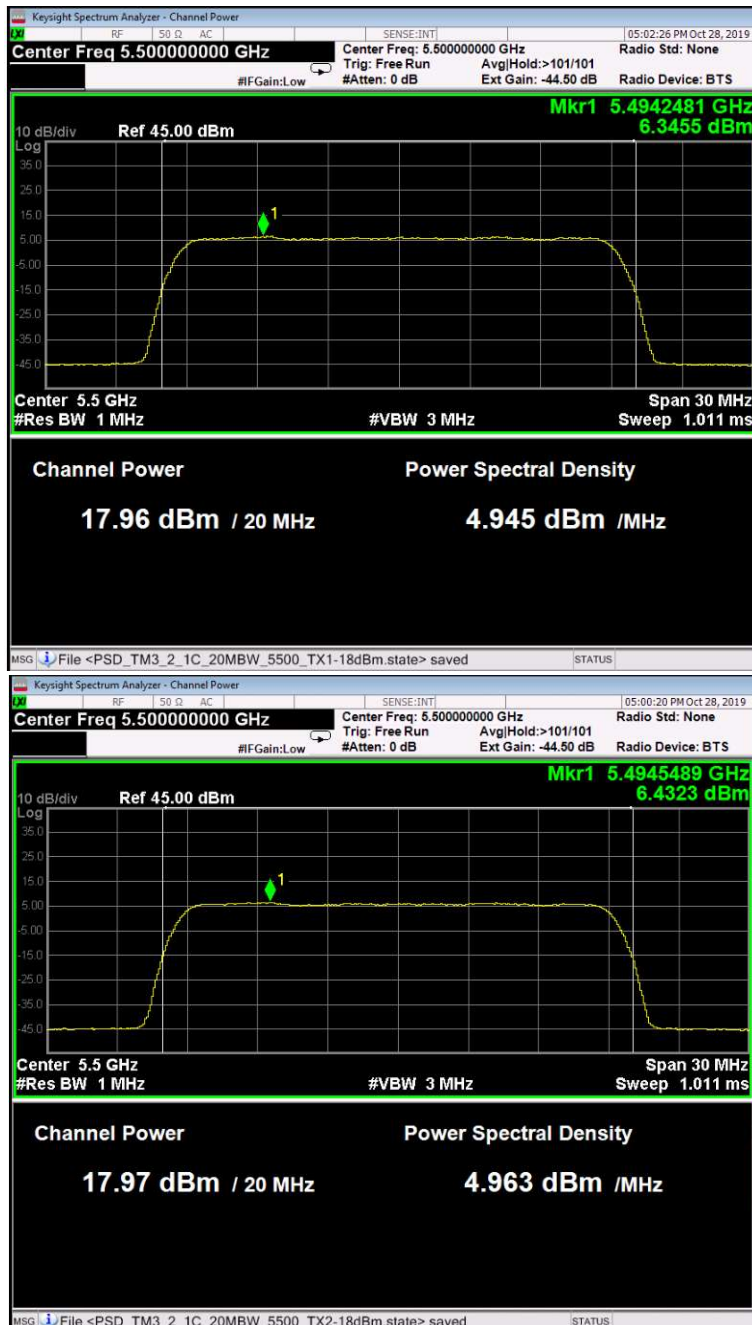 Keysight Spectrum Analyzer - Channel Power
LXI RF 50 Ω AC SENSE:INT 05:02:26 PM Oct 28, 2019
Center Freq 5.500000000 GHz Center Freq: 5.500000000 GHz Radio Std: None
Trig: Free Run Avg|Hold:>101/101
#IFGain:Low #Atten: 0 dB Ext Gain: -44.50 dB Radio Device: BTS
Mkr1 5.4942481 GHz
10 dB/div Ref 45.00 dBm 6.3455 dBm
Log
35.0
25.0
15.0
1
5.00
-5.00
-15.0
-25.0
-35.0
-45.0
Center 5.5 GHz Span 30 MHz
#Res BW 1 MHz #VBW 3 MHz Sweep 1.011 ms
Channel Power Power Spectral Density
17.96 dBm / 20 MHz 4.945 dBm /MHz
MSG File <PSD_TM3_2_1C_20MBW_5500_TX1-18dBm.state> saved STATUS
Keysight Spectrum Analyzer - Channel Power
LXI RF 50 Ω AC SENSE:INT 05:00:20 PM Oct 28, 2019
Center Freq 5.500000000 GHz Center Freq: 5.500000000 GHz Radio Std: None
Trig: Free Run Avg|Hold:>101/101
#IFGain:Low #Atten: 0 dB Ext Gain: -44.50 dB Radio Device: BTS
Mkr1 5.4945489 GHz
10 dB/div Ref 45.00 dBm 6.4323 dBm
Log
35.0
25.0
15.0
1
5.00
-5.00
-15.0
-25.0
-35.0
-45.0
Center 5.5 GHz Span 30 MHz
#Res BW 1 MHz #VBW 3 MHz Sweep 1.011 ms
Channel Power Power Spectral Density
17.97 dBm / 20 MHz 4.963 dBm /MHz
MSG File <PSD_TM3_2_1C_20MBW_5500_TX2-18dBm.state> saved STATUS